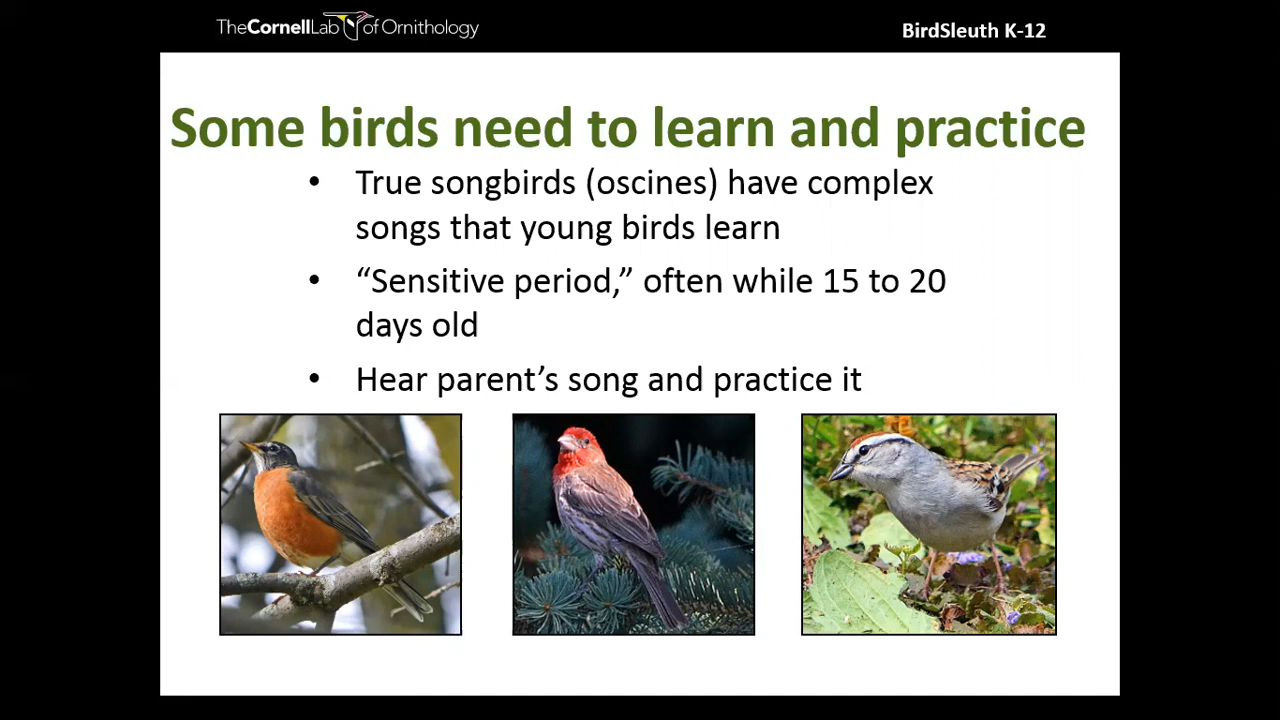 TheCornellLab of Ornithology
BirdSleuth K-12
Some birds need to learn and practice
• True songbirds (oscines) have complex
songs that young birds learn
• “Sensitive period,” often while 15 to 20
days old
• Hear parent’s song and practice it